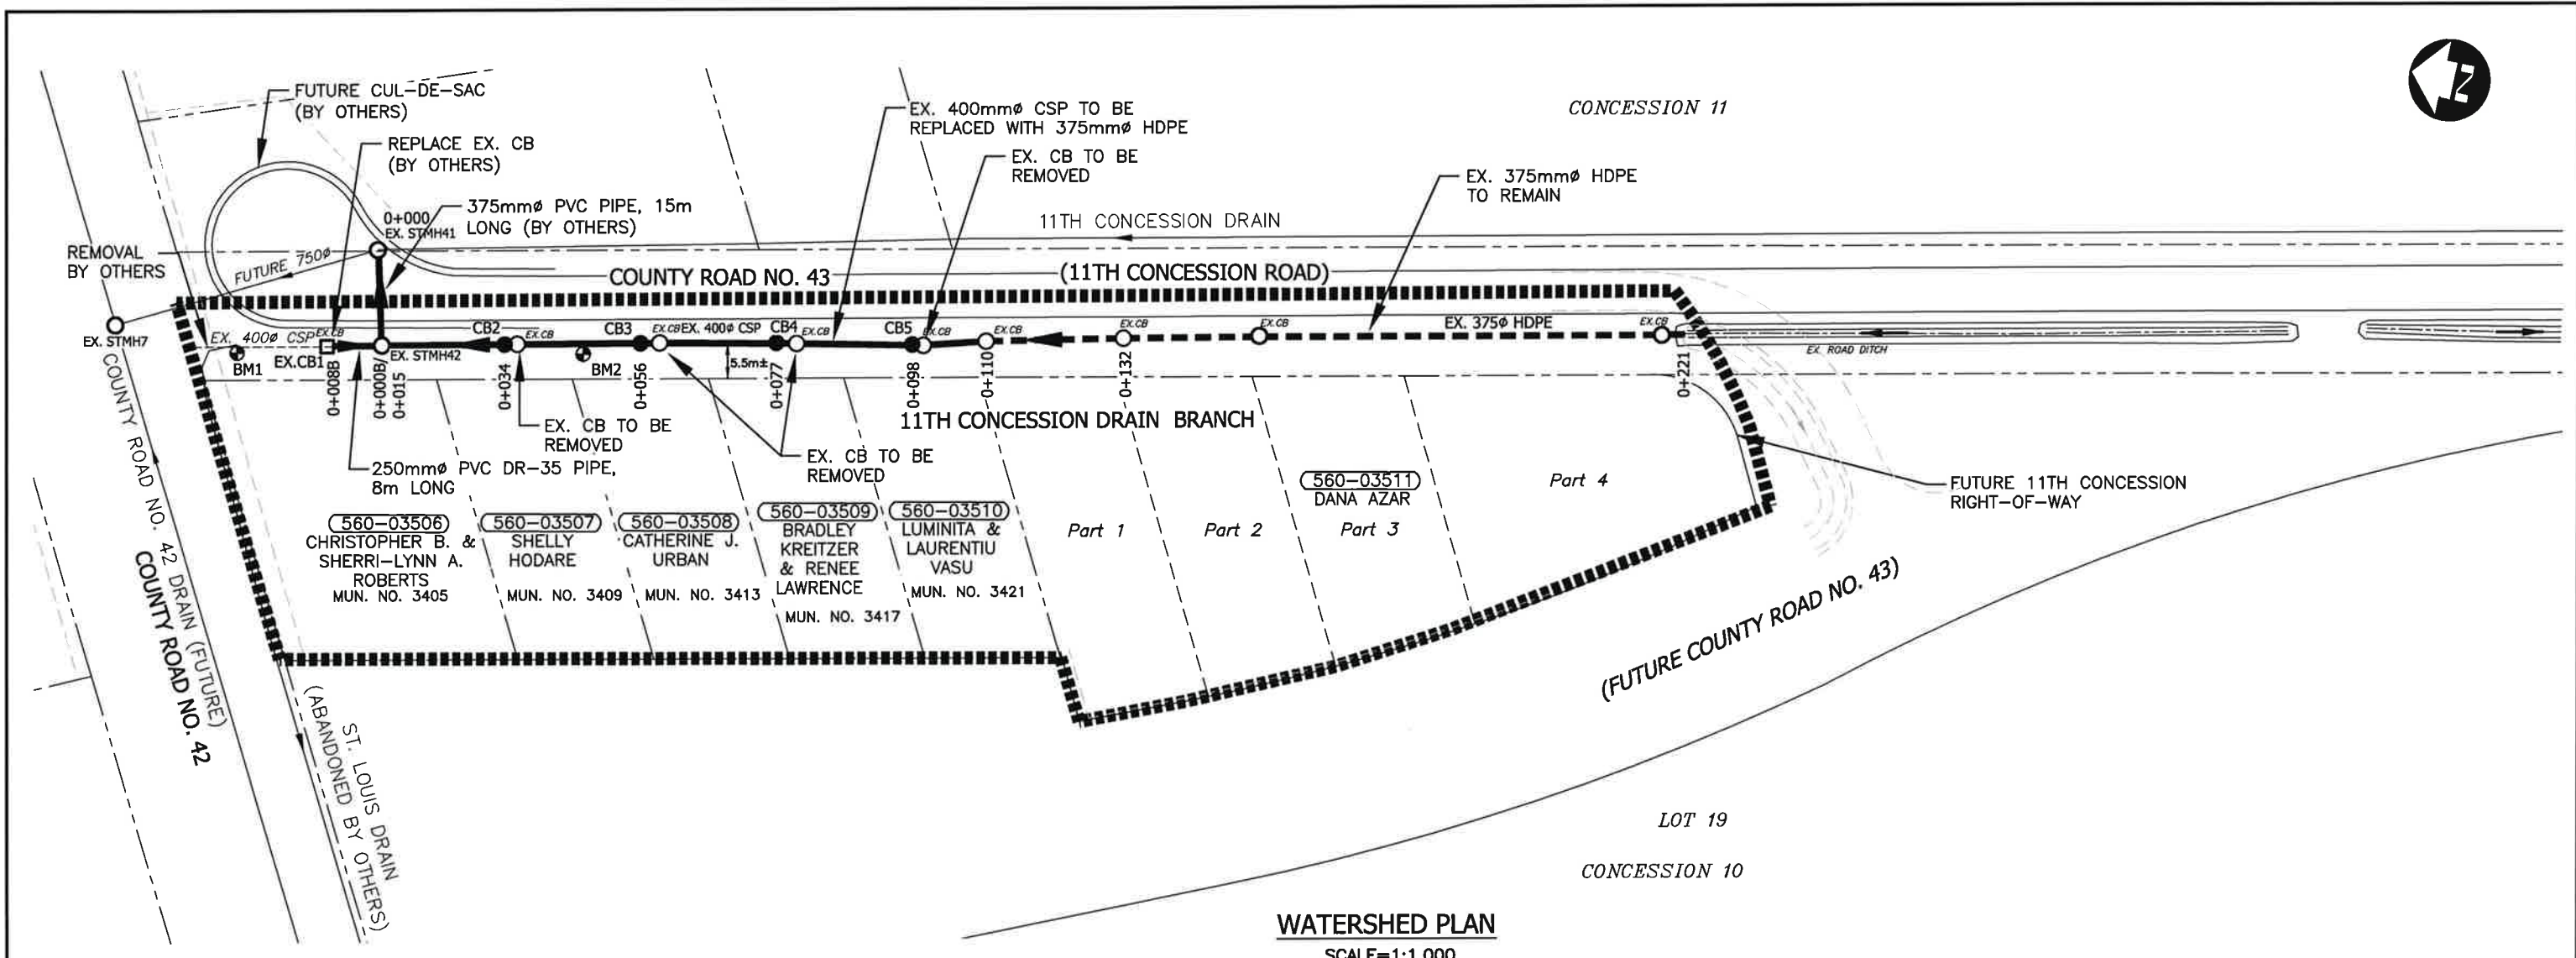 N
FUTURE CUL-DE-SAC
(BY OTHERS)
REPLACE EX. CB
(BY OTHERS)
EX. 400mmø CSP TO BE
REPLACED WITH 375mmø HDPE
CONCESSION 11
EX. CB TO BE
REMOVED
EX. 375mmø HDPE
TO REMAIN
375mmø PVC PIPE, 15m
LONG (BY OTHERS)
0+000
EX. STMH41
11TH CONCESSION DRAIN
REMOVAL
BY OTHERS
FUTURE 750ø
COUNTY ROAD NO. 43
(11TH CONCESSION ROAD)
EX. STMH7
EX. 400ø CSP
EX.CB
CB2
EX.CB
CB3
EX.CB
EX. 400ø CSP
CB4
EX.CB
CB5
EX.CB
EX.CB
EX.CB
EX.CB
EX. 375ø HDPE
EX.CB
EX. ROAD DITCH
BM1
EX.CB1
EX. STMH42
BM2
5.5m±
0+008B
0+000B/
0+015
0+034
0+056
0+077
0+098
0+110
0+132
0+221
11TH CONCESSION DRAIN BRANCH
EX. CB TO BE
REMOVED
EX. CB TO BE
REMOVED
250mmø PVC DR-35 PIPE,
8m LONG
560-03506
CHRISTOPHER B. &
SHERRI-LYNN A.
ROBERTS
MUN. NO. 3405
560-03507
SHELLY
HODARE
MUN. NO. 3409
560-03508
CATHERINE J.
URBAN
MUN. NO. 3413
560-03509
BRADLEY
KREITZER
& RENEE
LAWRENCE
MUN. NO. 3417
560-03510
LUMINITA &
LAURENTIU
VASU
MUN. NO. 3421
Part 1
Part 2
560-03511
DANA AZAR
Part 3
Part 4
FUTURE 11TH CONCESSION
RIGHT-OF-WAY
COUNTY ROAD NO. 42 DRAIN (FUTURE)
COUNTY ROAD NO. 42
ST. LOUIS DRAIN
(ABANDONED BY OTHERS)
(FUTURE COUNTY ROAD NO. 43)
LOT 19
CONCESSION 10
WATERSHED PLAN
SCALE=1:1,000